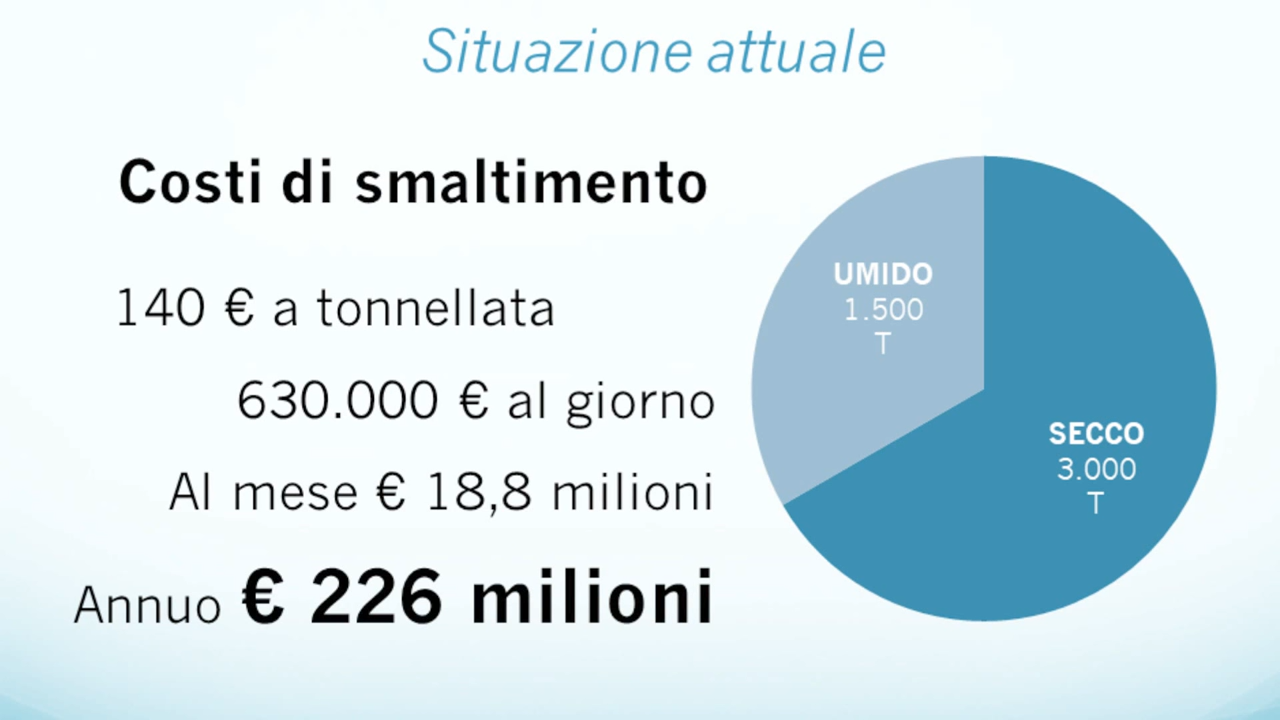 Situazione attuale
Costi di smaltimento
140 € a tonnellata
630.000 € al giorno
Al mese € 18,8 milioni
Annuo € 226 milioni
UMIDO
1.500
T
SECCO
3.000
T